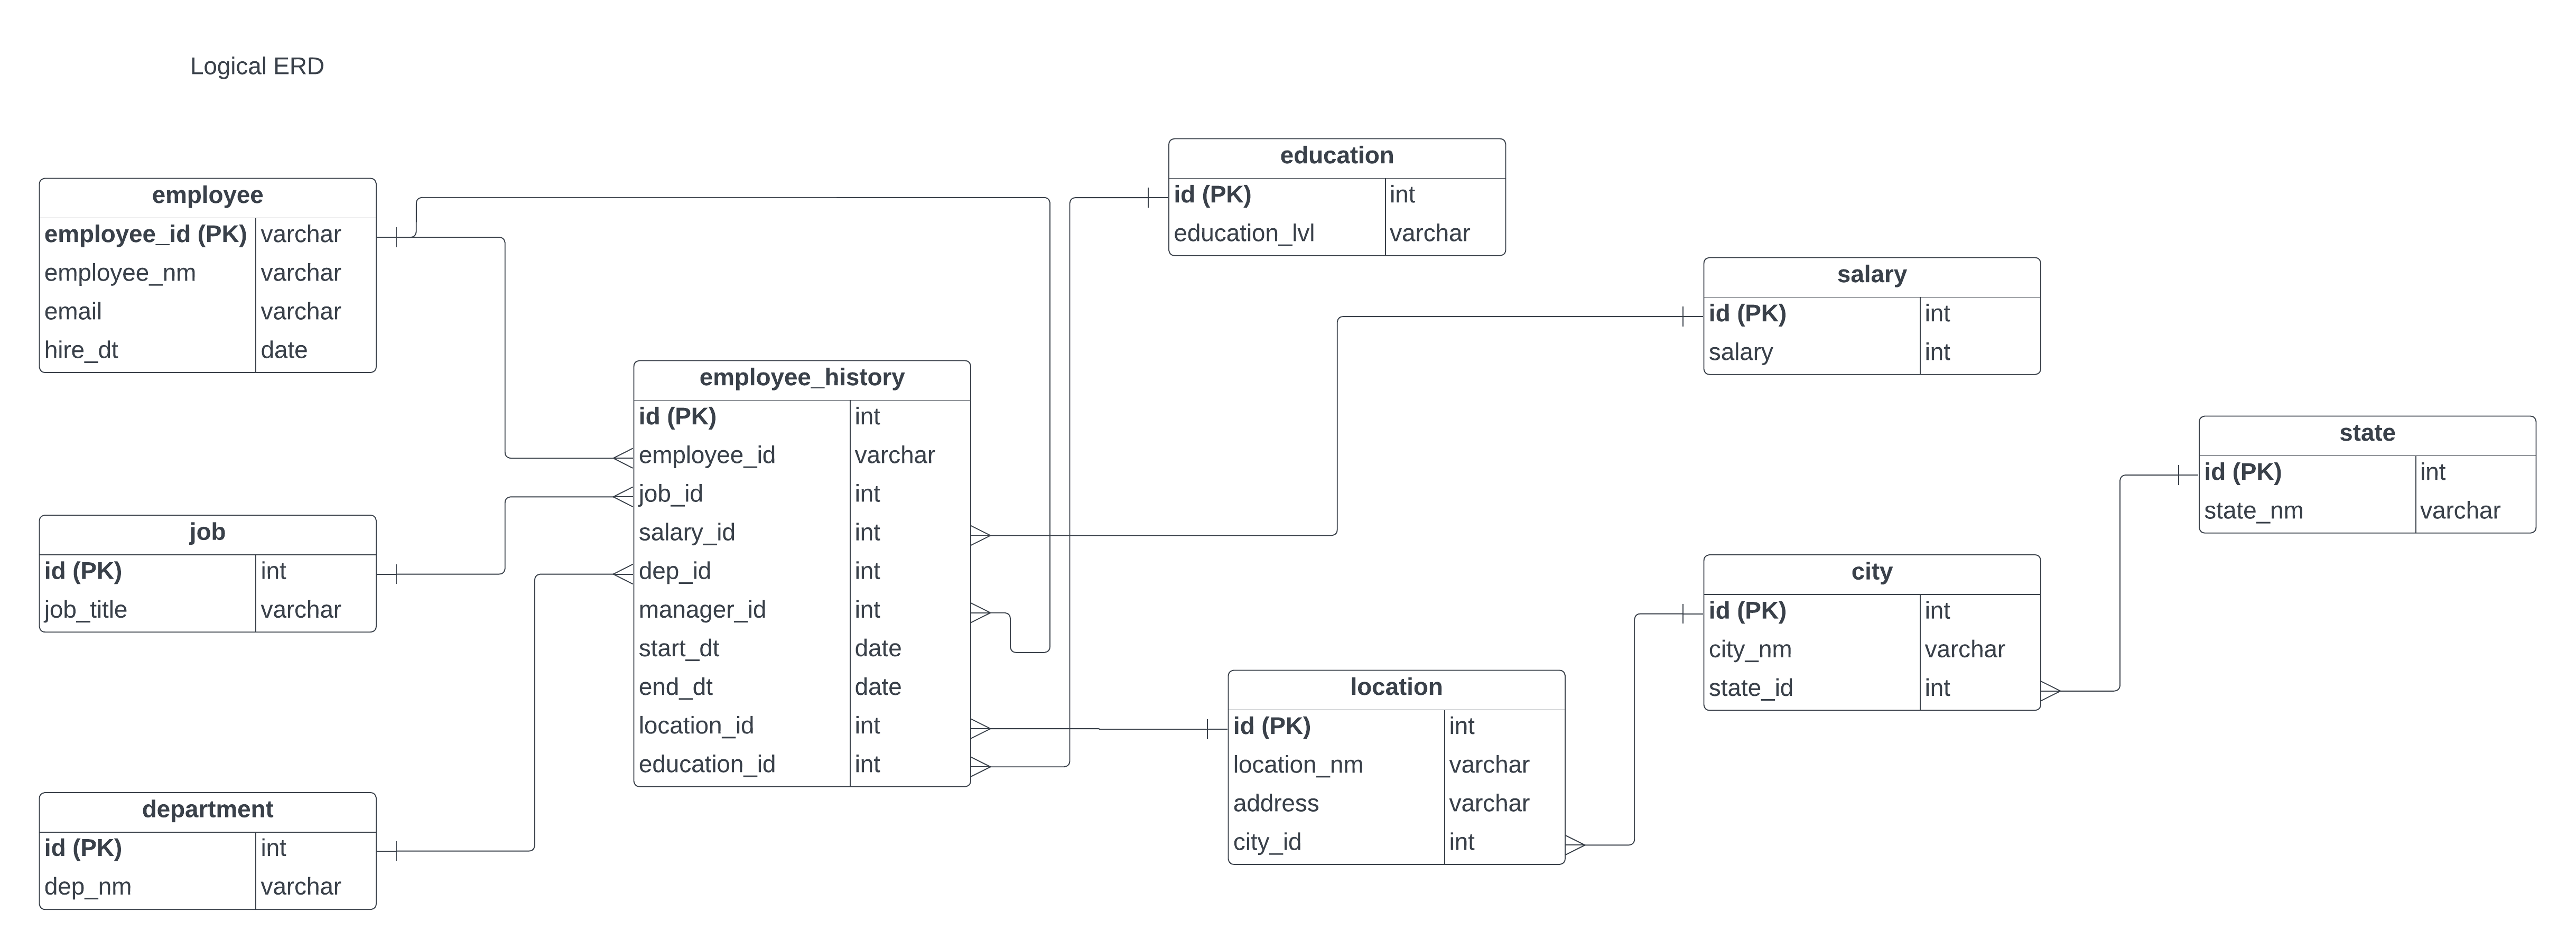 Logical ERD
employee
employee_id (PK) varchar
employee_nm varchar
email varchar
hire_dt date
job
id (PK) int
job_title varchar
department
id (PK) int
dep_nm varchar
employee_history
id (PK) int
employee_id varchar
job_id int
salary_id int
dep_id int
manager_id int
start_dt date
end_dt date
location_id int
education_id int
education
id (PK) int
education_lvl varchar
location
id (PK) int
location_nm varchar
address varchar
city_id int
salary
id (PK) int
salary int
city
id (PK) int
city_nm varchar
state_id int
state
id (PK) int
state_nm varchar